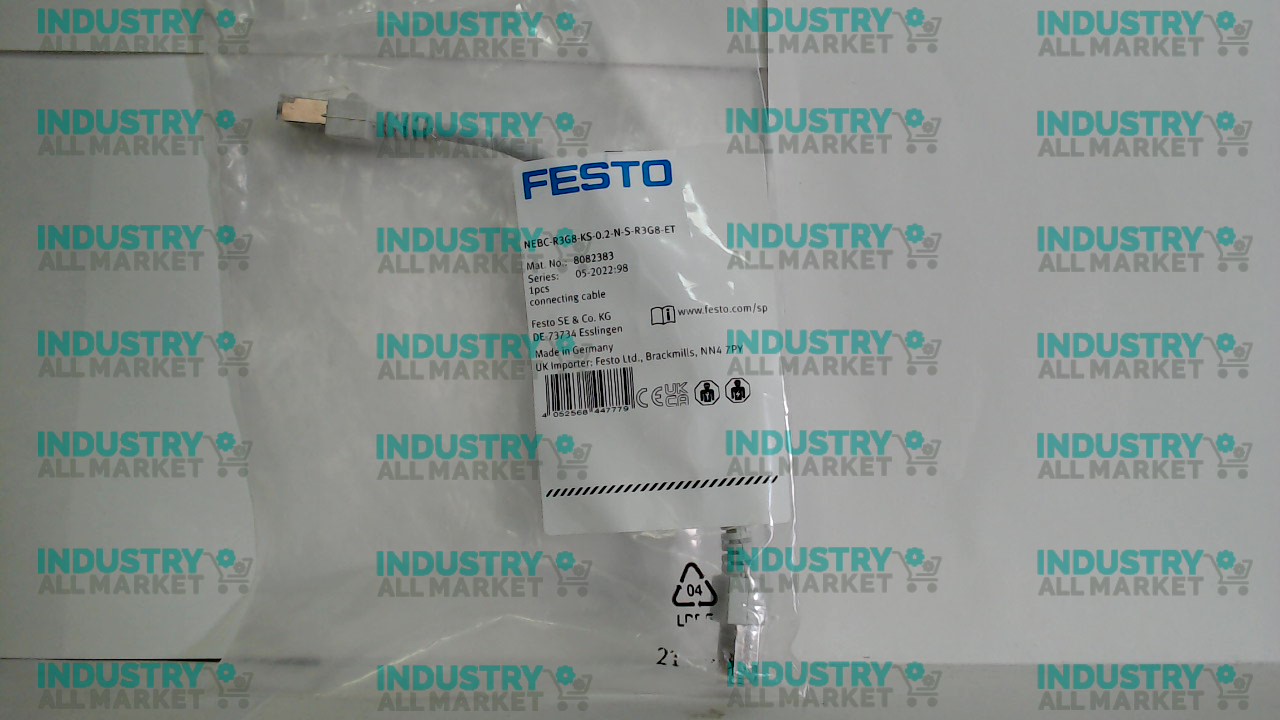 FESTO
NEBC-R3G8-KS-0.2-N-S-R3G8-ET
Mat. No.: 8082383
Series: 05-2022:98
1pcs
connecting cable
Festo SE & Co. KG
DE 73734 Esslingen
www.festo.com/sp
Made in Germany
UK Importer: Festo Ltd., Brackmills, NN4 7PY
4 052568 447779
CE
UK
CA
04
21
INDUSTRY
ALL MARKET